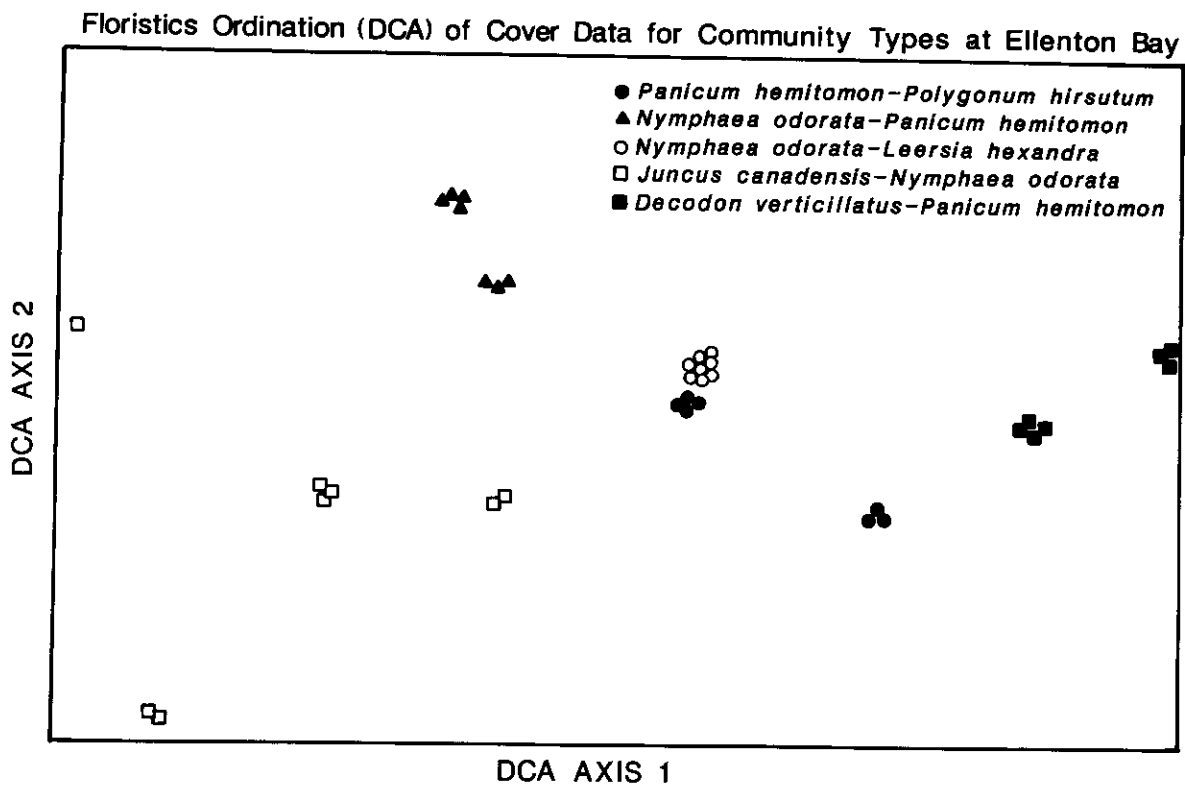 Floristics Ordination (DCA) of Cover Data for Community Types at Ellenton Bay
Panicum hemitomon-Polygonum hirsutum
Nymphaea odorata-Panicum hemitomon
Nymphaea odorata-Leersia hexandra
Juncus canadensis-Nymphaea odorata
Decodon verticillatus-Panicum hemitomon
DCA AXIS 2
DCA AXIS 1